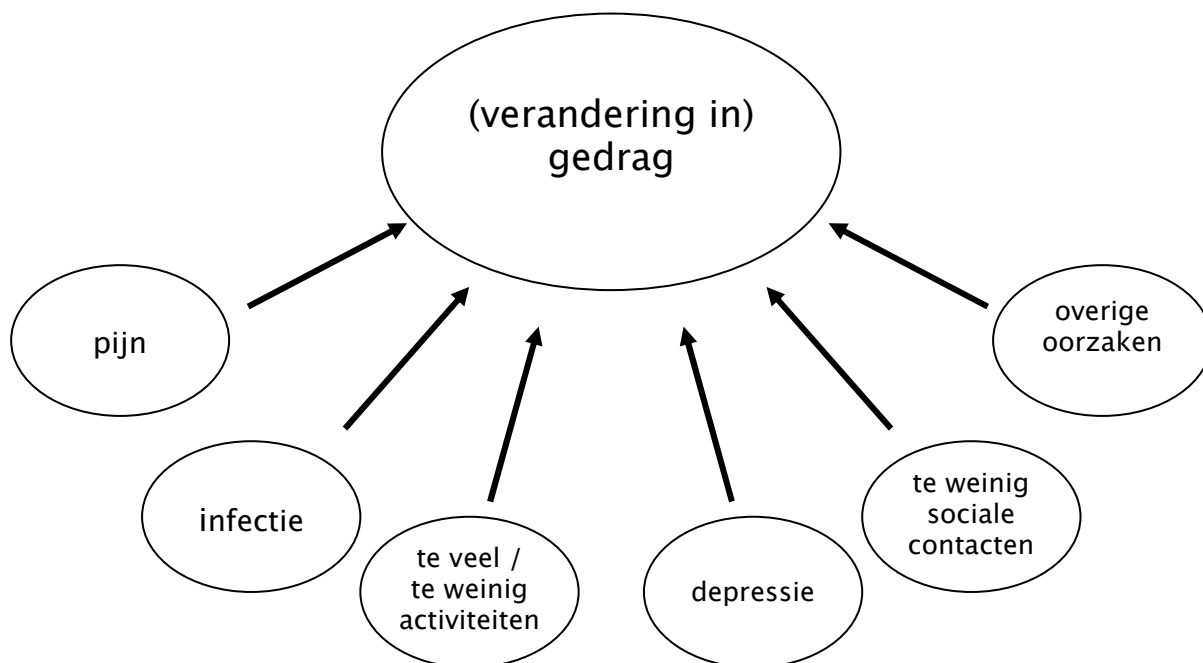 (verandering in)
gedrag
pijn
infectie
te veel /
te weinig
activiteiten
depressie
te weinig
sociale
contacten
overige
oorzaken